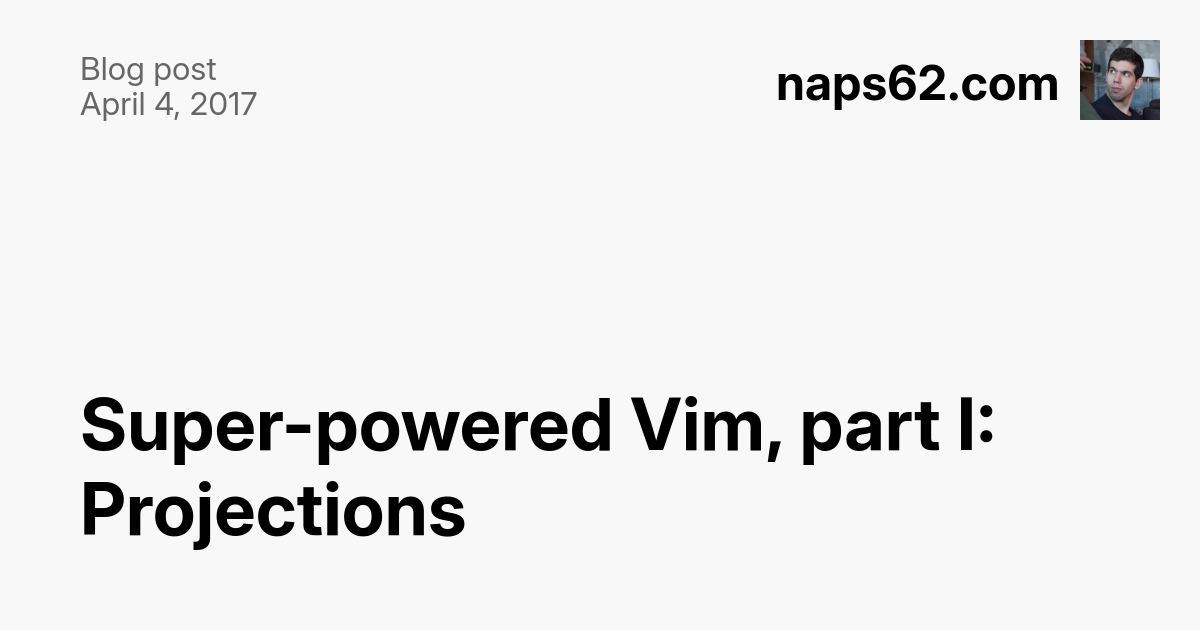 Blog post
April 4, 2017
naps62.com
Super-powered Vim, part I:
Projections